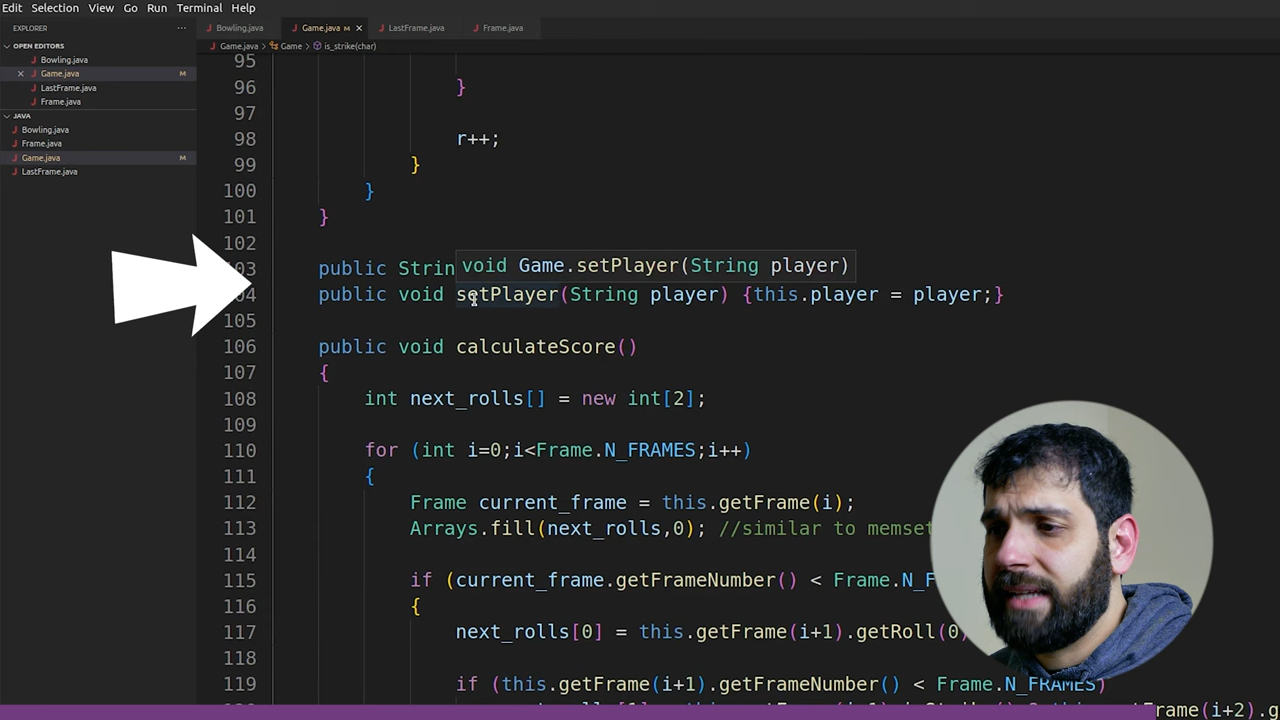 Edit Selection View Go Run Terminal Help
EXPLORER ...
OPEN EDITORS
Bowling.java
Game.java M
LastFrame.java
Frame.java
JAVA
Bowling.java
Frame.java
Game.java M
LastFrame.java
Bowling.java Game.java M LastFrame.java Frame.java
Game.java > Game > is_strike(char)
95
96 }
97
98 r++;
99 }
100 }
101 }
102
103 public
void Game.setPlayer(String player)
104 public void setPlayer(String player) {this.player = player;}
105
106 public void calculateScore()
107 {
108 int next_rolls[] = new int[2];
109
110 for (int i=0;i<Frame.N_FRAMES;i++)
111 {
112 Frame current_frame = this.getFrame(i);
113 Arrays.fill(next_rolls,0); //similar to memset
114
115 if (current_frame.getFrameNumber() <
116 {
117 next_rolls[0] = this.getFrame(i+1).getRoll(0)
118
119 if (this.getFrame(i+1).getFrameNumber() < Frame.N_FRAMES)